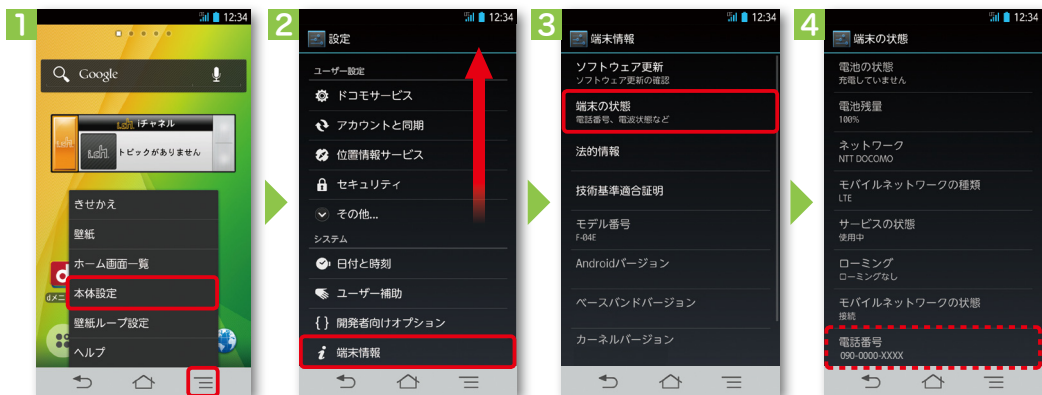 1
12:34
Google
iチャネル
トピックがありません
きせかえ
壁紙
ホーム画面一覧
本体設定
壁紙ループ設定
ヘルプ
2
12:34
設定
ユーザー設定
ドコモサービス
アカウントと同期
位置情報サービス
セキュリティ
その他...
システム
日付と時刻
ユーザー補助
{ } 開発者向けオプション
端末情報
3
12:34
端末情報
ソフトウェア更新
ソフトウェア更新の確認
端末の状態
電話番号、電波状態など
法的情報
技術基準適合証明
モデル番号
F-04E
Androidバージョン
ベースバンドバージョン
カーネルバージョン
4
12:34
端末の状態
電池の状態
充電していません
電池残量
100%
ネットワーク
NTT DOCOMO
モバイルネットワークの種類
LTE
サービスの状態
使用中
ローミング
ローミングなし
モバイルネットワークの状態
接続
電話番号
090-0000-XXXX